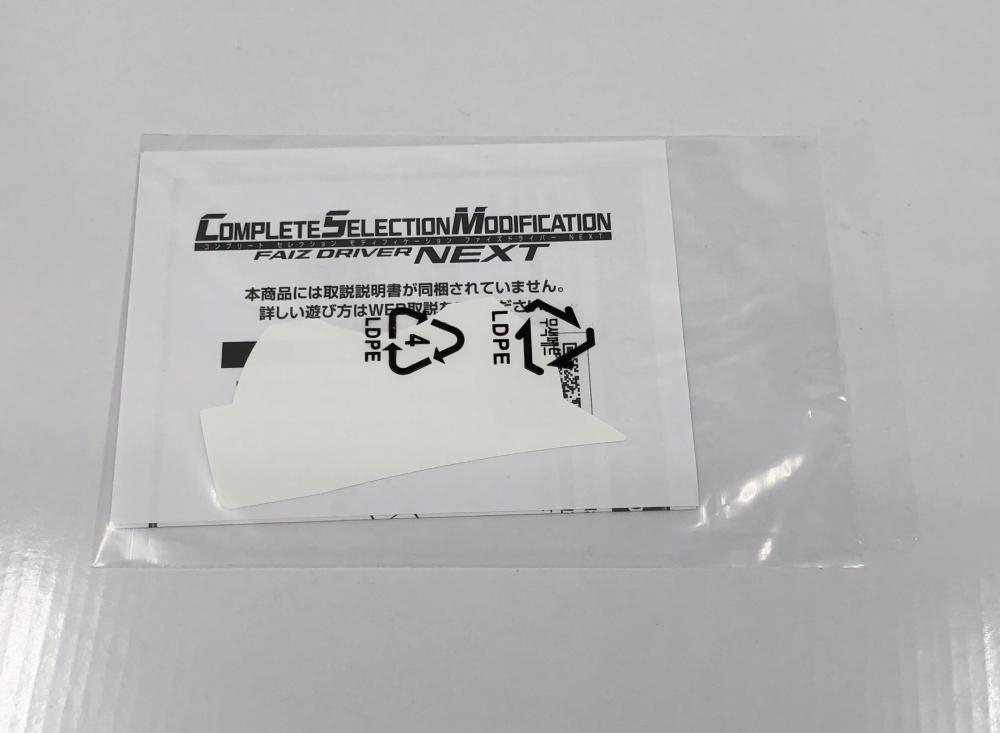 COMPLETE SELECTION MODIFICATION
コンプリート セレクション モディフィケーション ファイズドライバー NEXT
FAIZ DRIVER NEXT
本商品には取説説明書が同梱されていません。
詳しい遊び方はWEB取説を
LDPE
4
LDPE